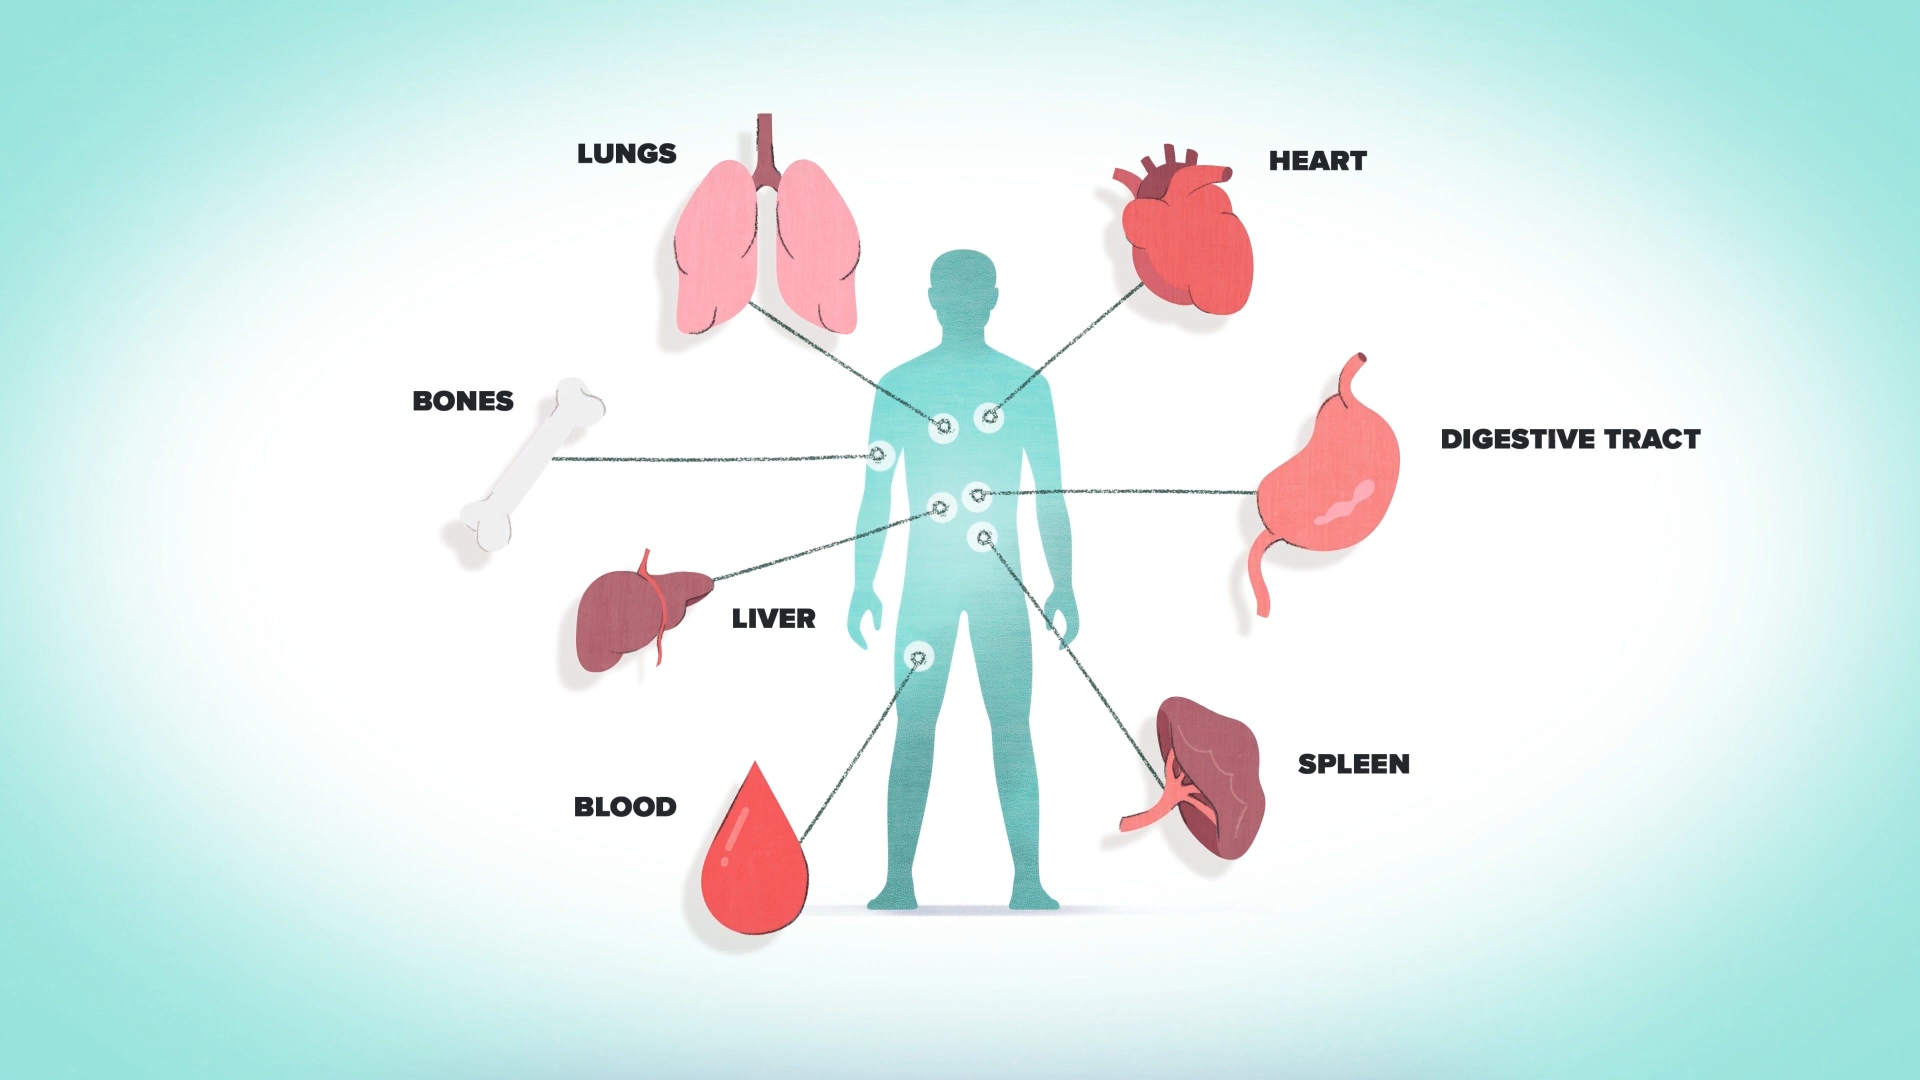 LUNGS
HEART
BONES
DIGESTIVE TRACT
LIVER
SPLEEN
BLOOD